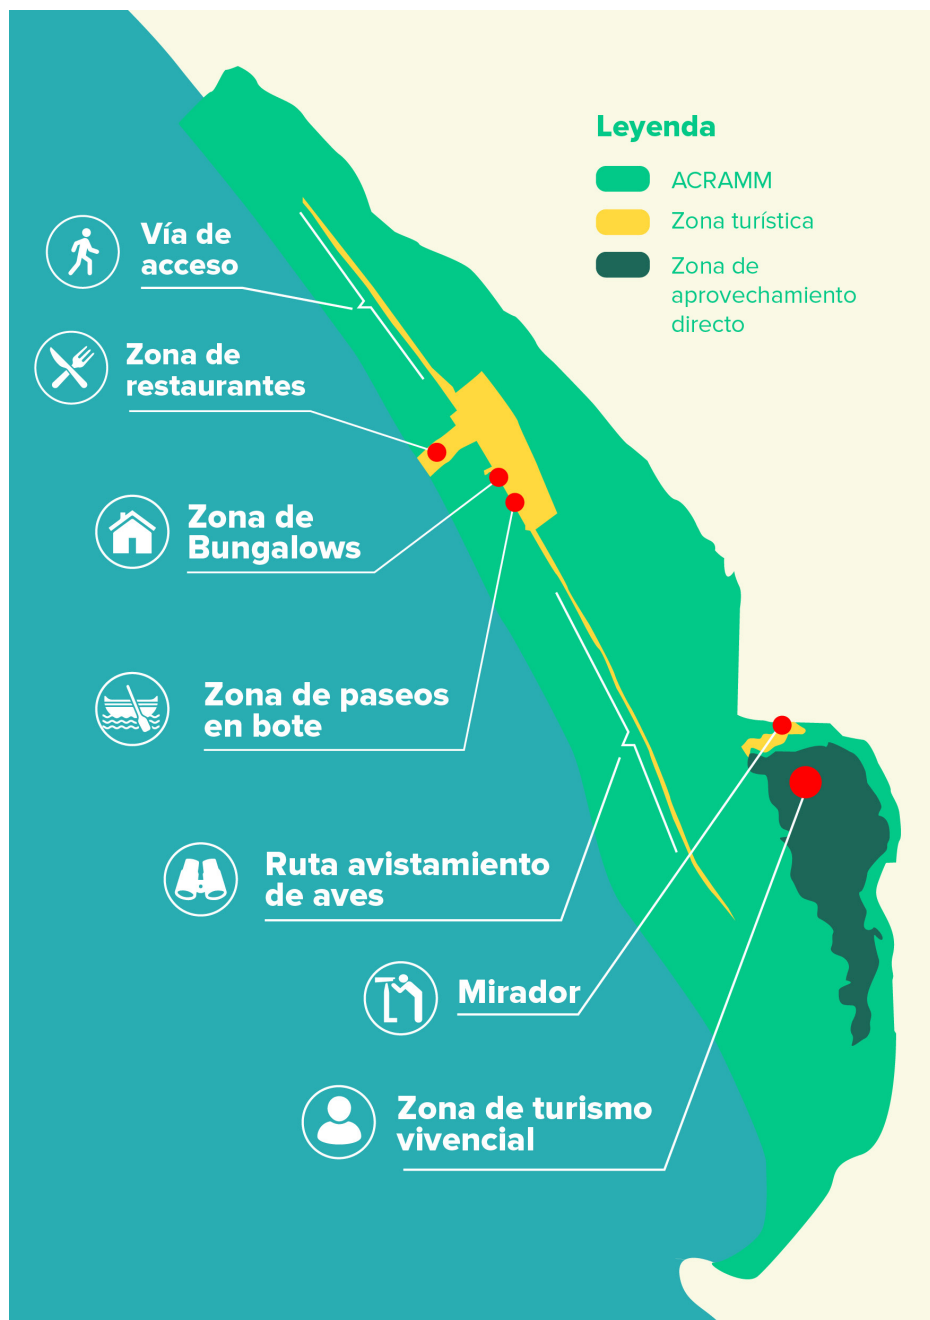 Leyenda
ACRAMM
Zona turística
Zona de
aprovechamiento
directo
Vía de
acceso
Zona de
restaurantes
Zona de
Bungalows
Zona de paseos
en bote
Ruta avistamiento
de aves
Mirador
Zona de turismo
vivencial